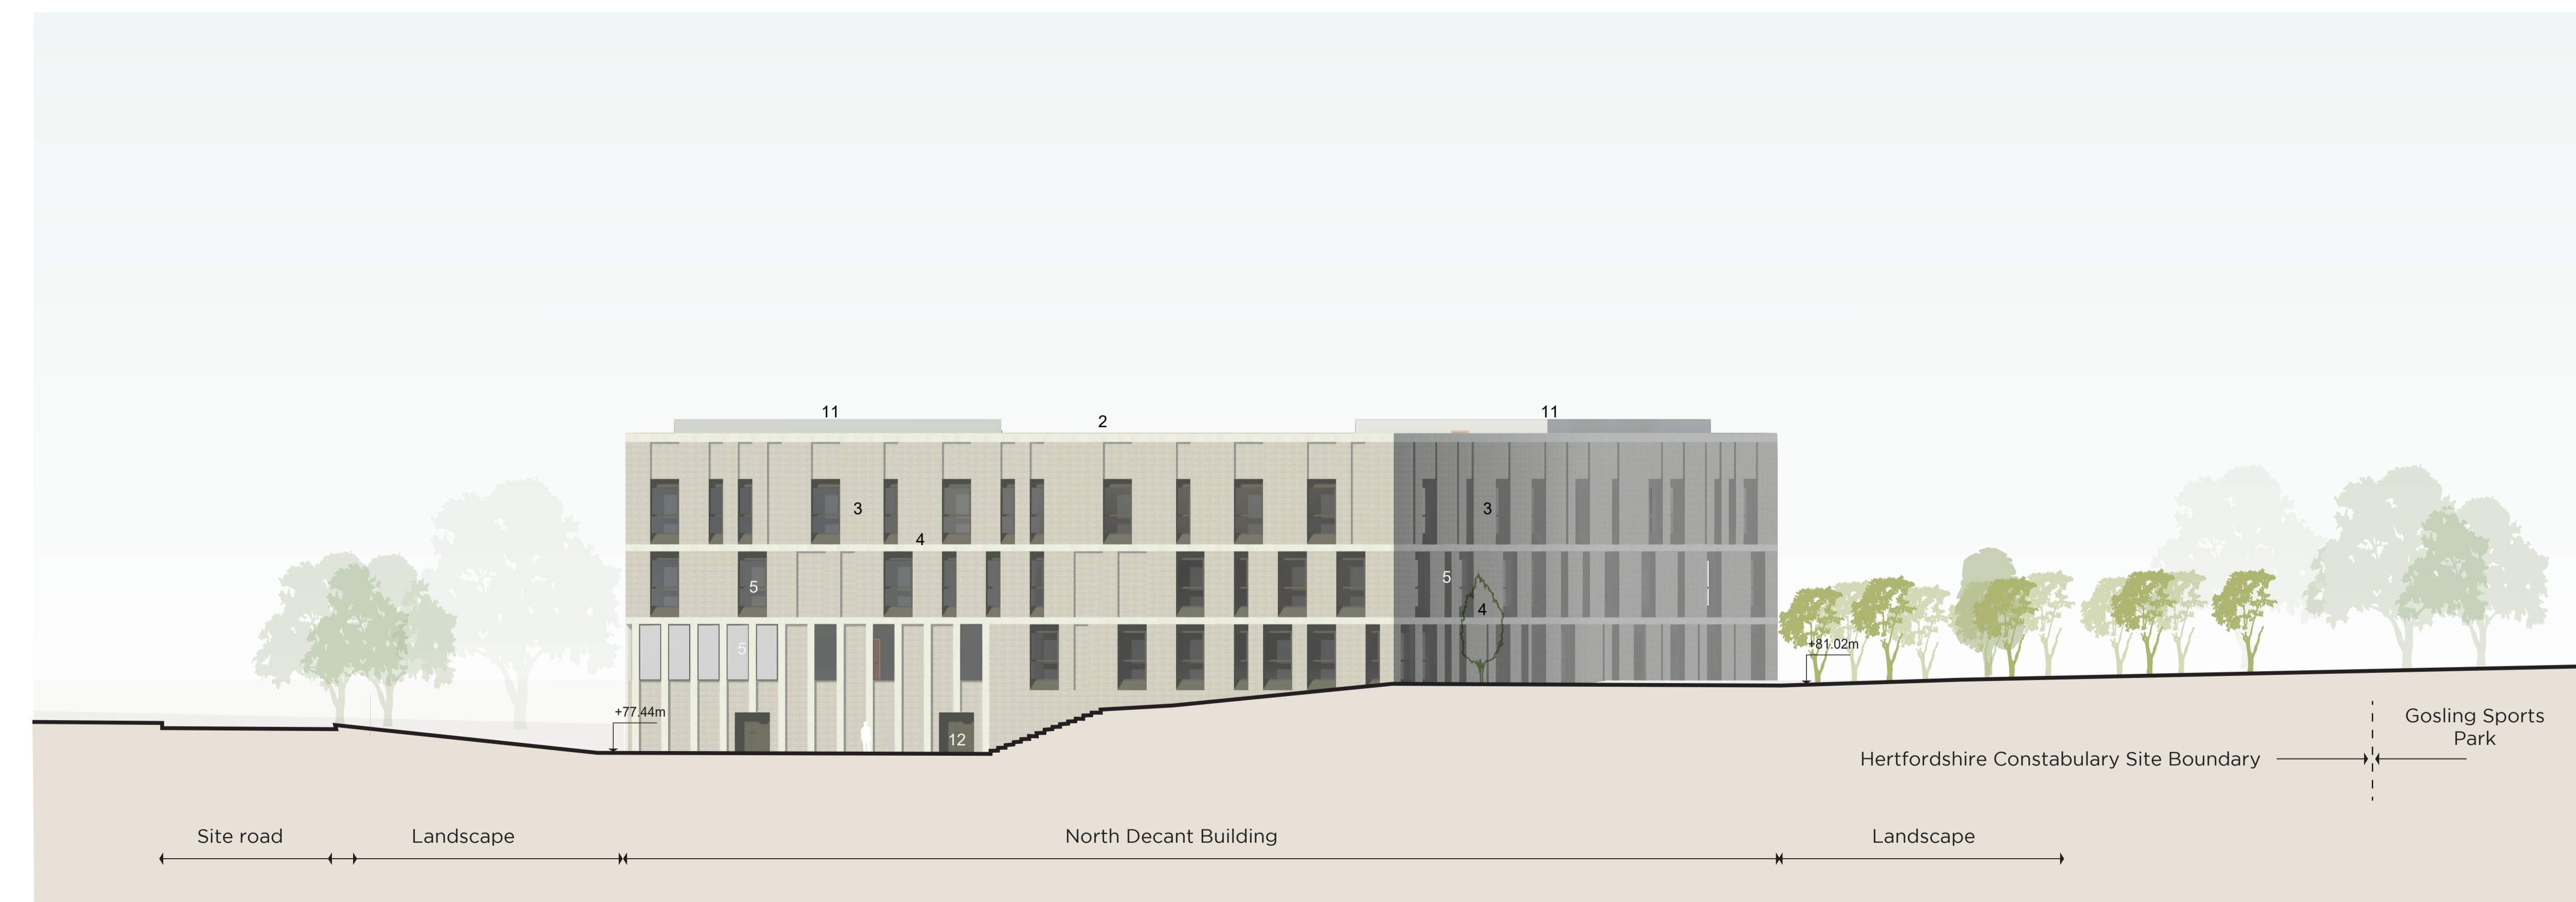 11
2
11
3
3
4
5
5
4
5
+81.02m
+77.44m
12
Gosling Sports
Park
Hertfordshire Constabulary Site Boundary
Site road
Landscape
North Decant Building
Landscape